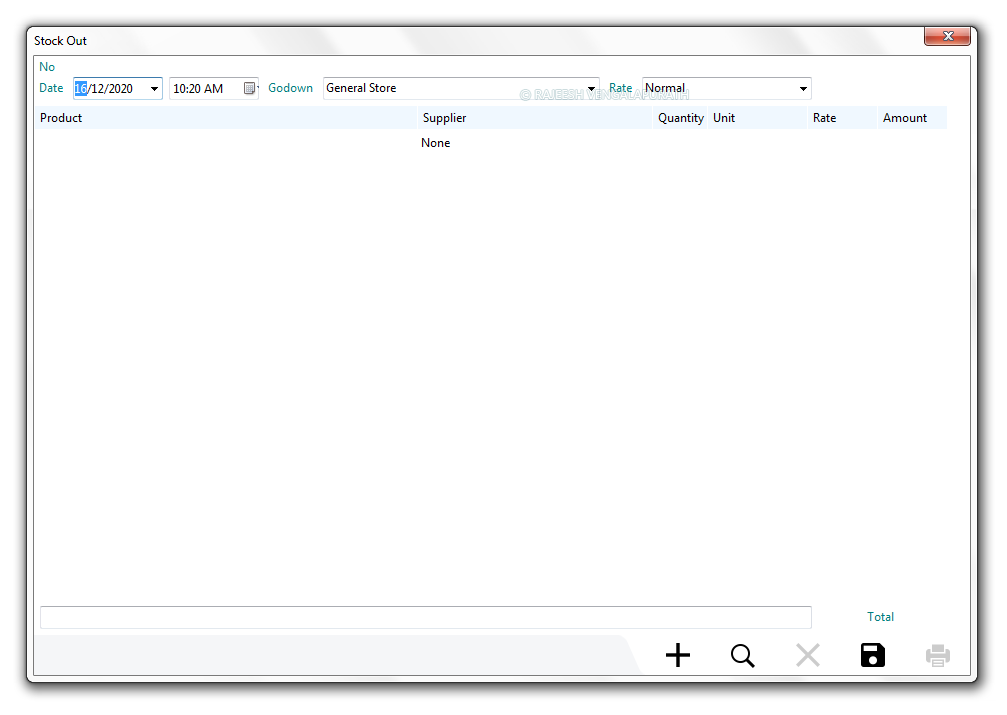 Stock Out
No
Date 16/12/2020 10:20 AM Godown General Store Rate Normal
© RAJEESH VENGALAPURATH
Product Supplier Quantity Unit Rate Amount
None
Total